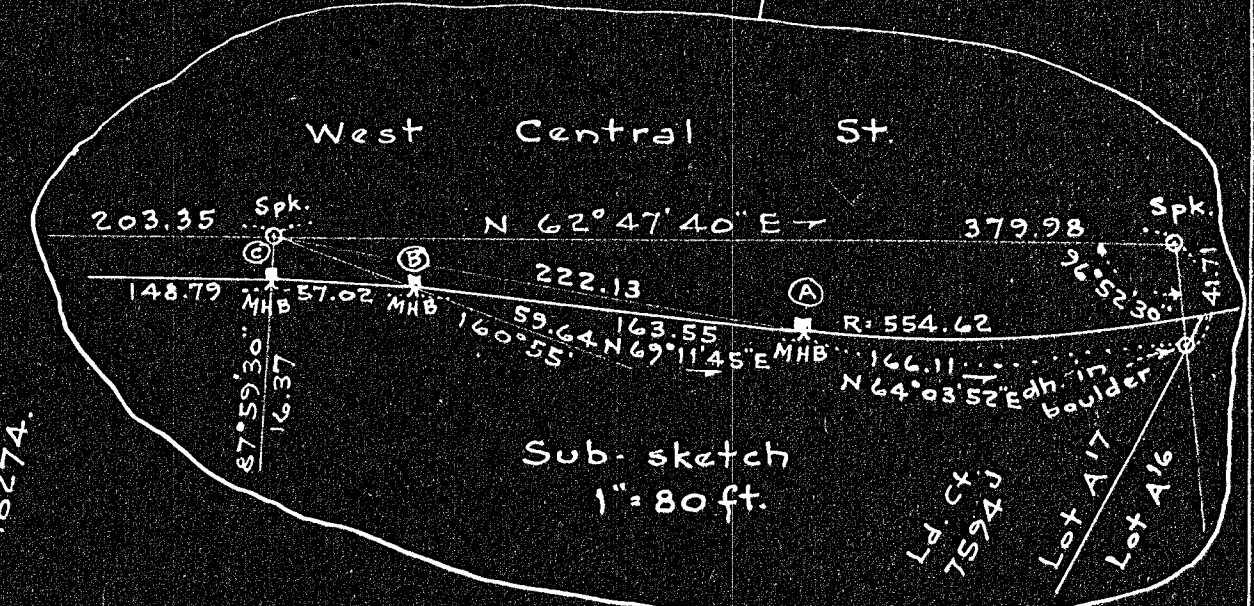 West Central St.
203.35 Spk. N 62° 47' 40" E → 379.98 Spk.
C B 222.13 A 96° 52' 30" 41.71
148.79 MHB 57.02 MHB 59.64 163.55 MHB R= 554.62
160° 55' N 69° 11' 45" E 166.11
N 64° 03' 52" E dh in
boulder
87° 59' 30" 16.37
Sub-sketch
1" = 80 ft.
Ld. Ct.
7594 J
Lot A 17
Lot A 16
8274.